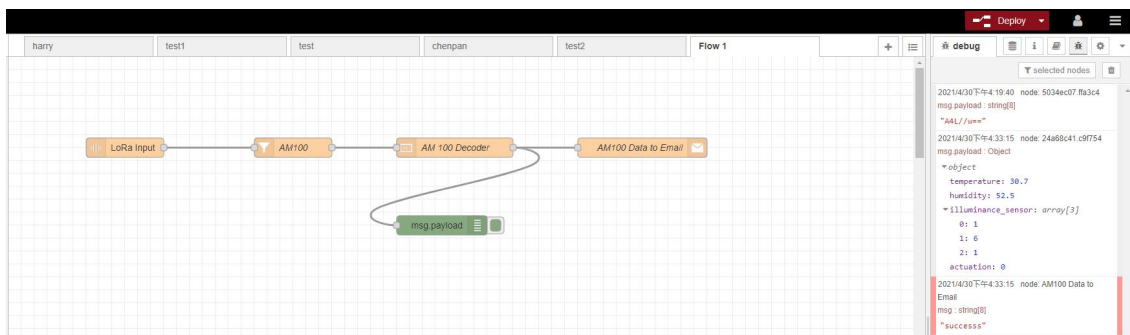 Deploy
harry
test1
test
chenpan
test2
Flow 1
debug
i
selected nodes
LoRa Input
AM100
AM 100 Decoder
AM100 Data to Email
msg.payload
2021/4/30下午4:19:40 node: 5034ec07.ffa3c4
msg.payload : string[8]
"A4L//u=="
2021/4/30下午4:33:15 node: 24a68c41.c9f754
msg.payload : Object
object
temperature: 30.7
humidity: 52.5
illuminance_sensor: array[3]
0: 1
1: 6
2: 1
actuation: 0
2021/4/30下午4:33:15 node: AM100 Data to
Email
msg : string[8]
"successs"